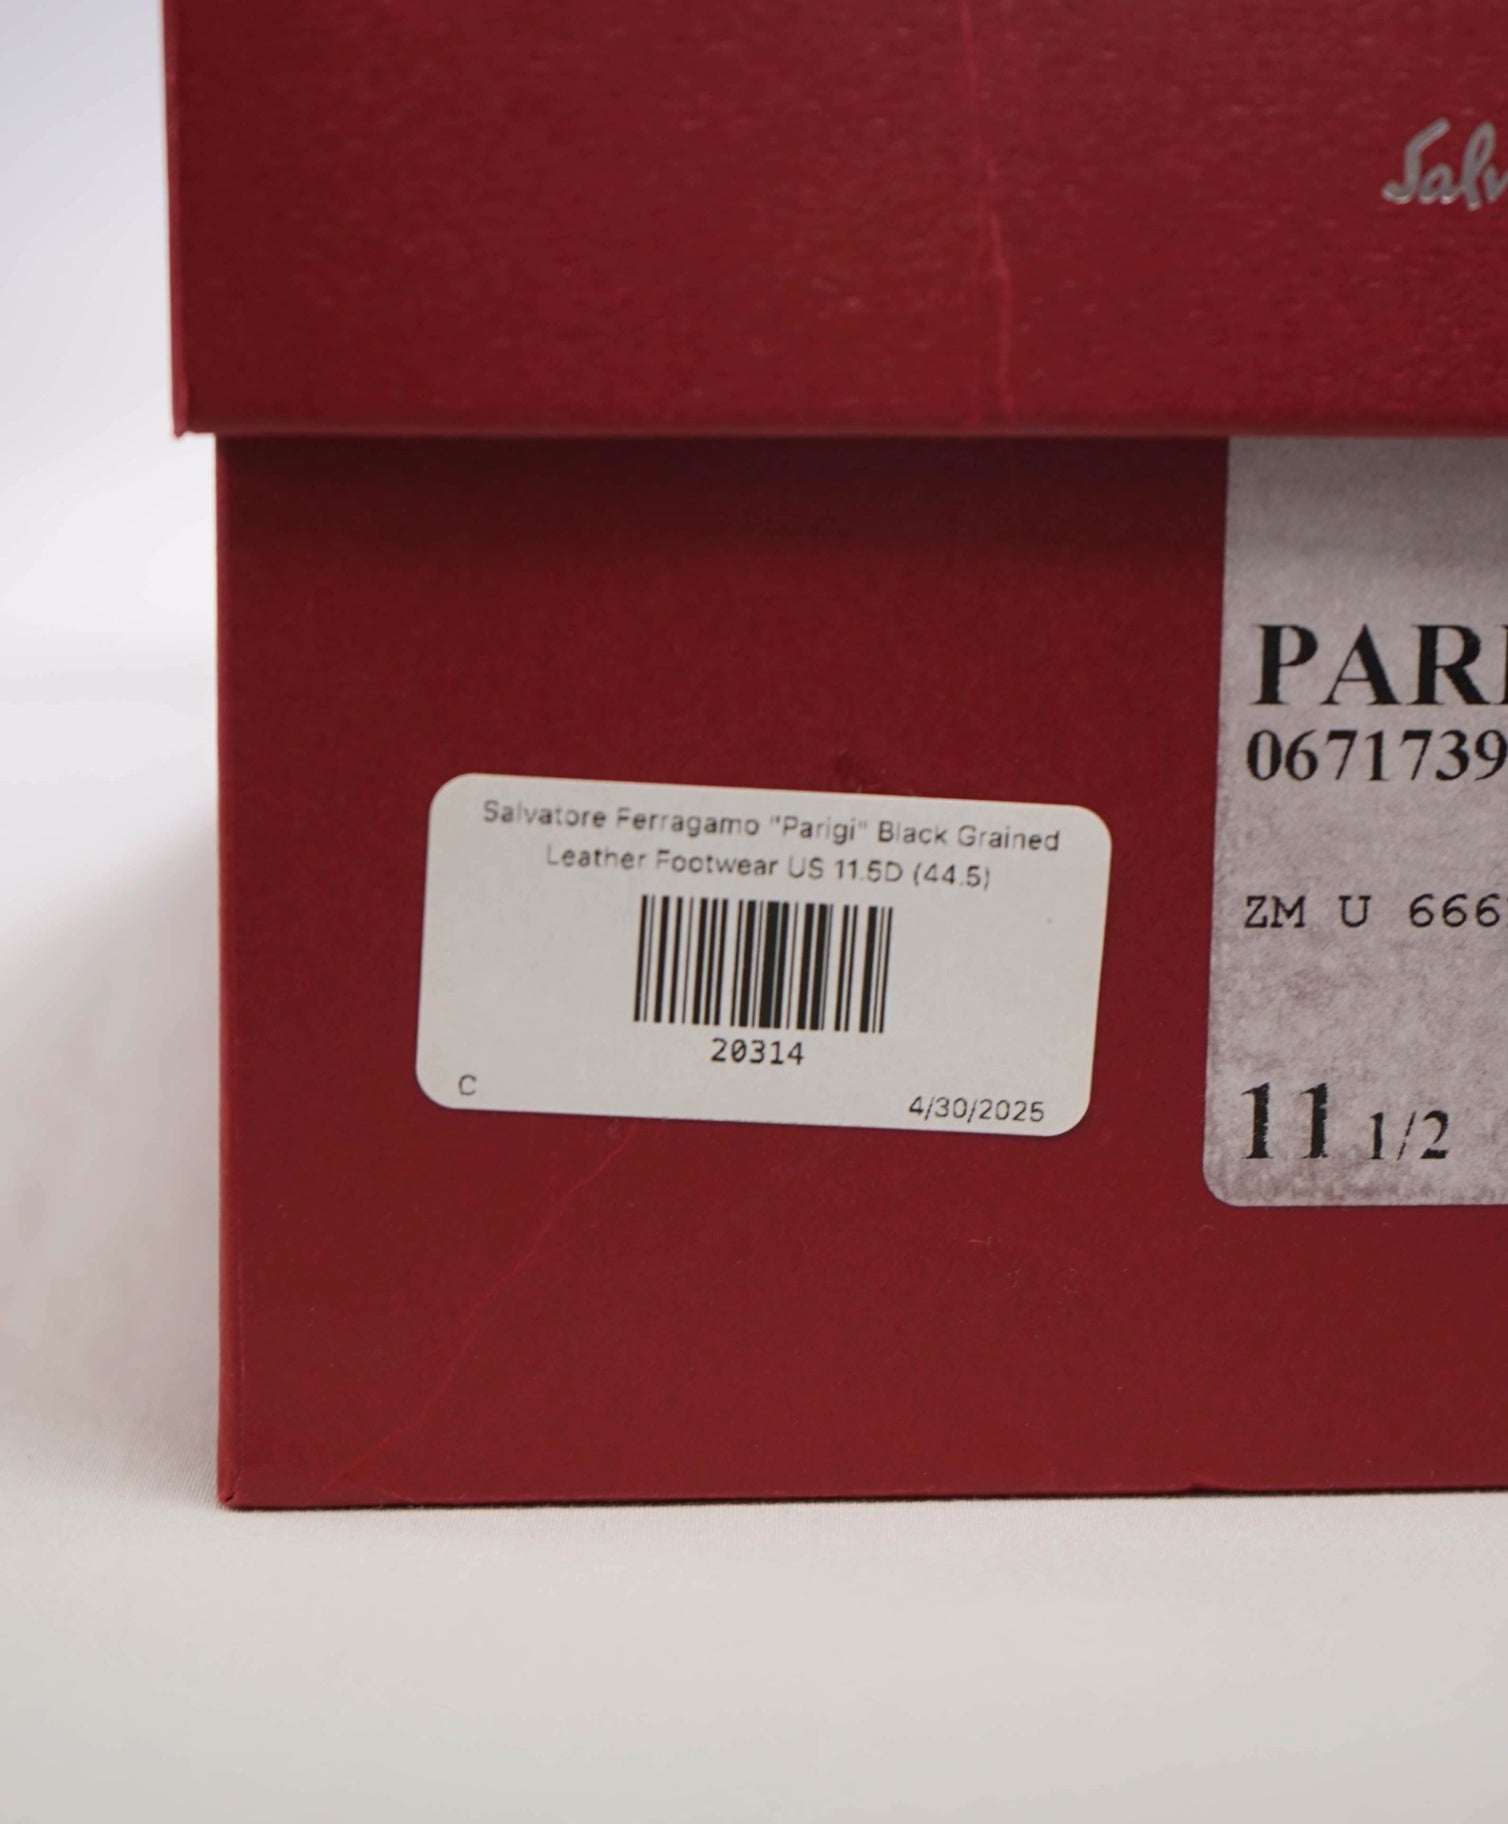 Salv
PARI
0671739
ZM U 666
11 1/2
Salvatore Ferragamo "Parigi" Black Grained
Leather Footwear US 11.5D (44.5)
20314
C
4/30/2025